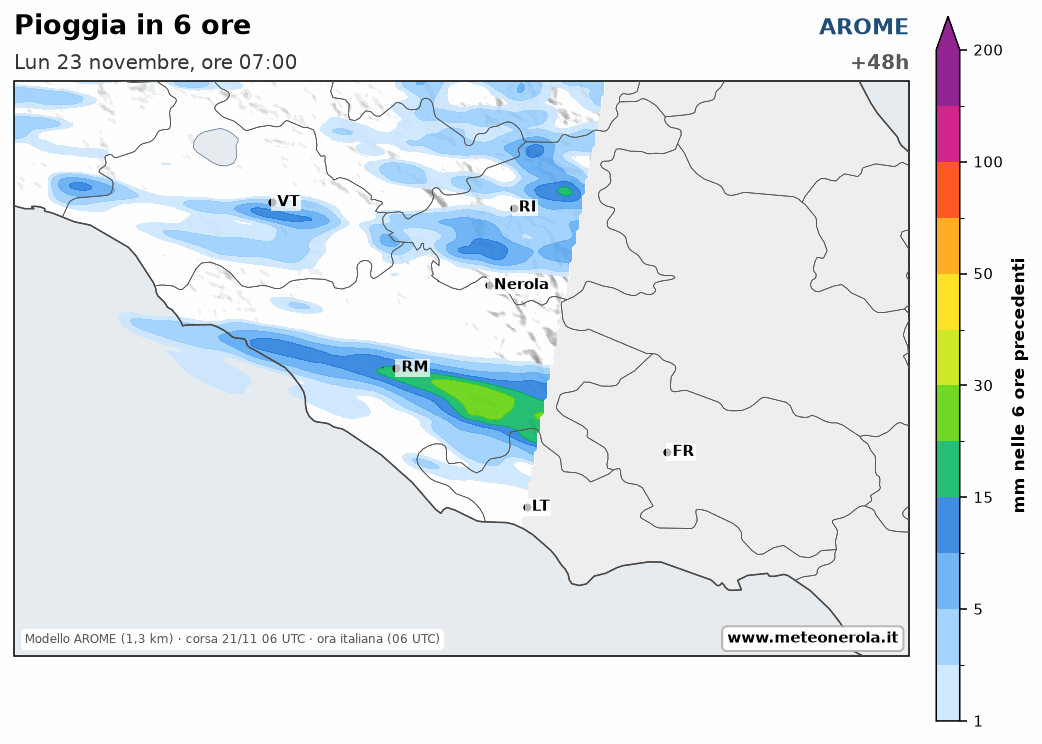 Pioggia in 6 ore
AROME
Lun 23 novembre, ore 07:00
+48h
200
100
50
30
15
5
1
mm nelle 6 ore precedenti
VT
RI
Nerola
RM
FR
LT
Modello AROME (1,3 km) · corsa 21/11 06 UTC · ora italiana (06 UTC)
www.meteonerola.it